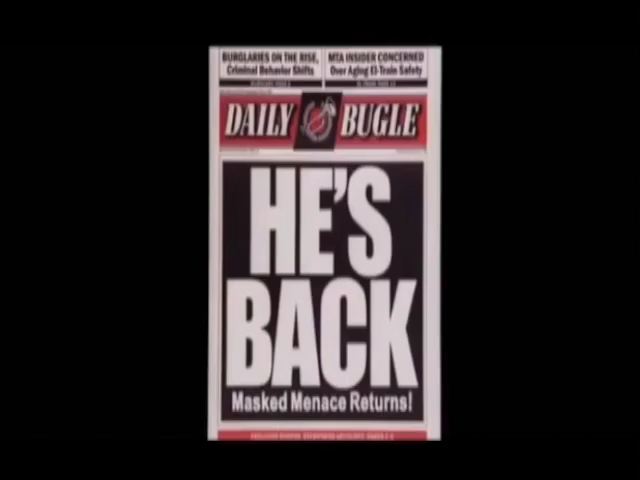 BURGLARIES ON THE RISE,
Criminal Behavior Shifts
MTA INSIDER CONCERNED
Over Aging El-Train Safety
DAILY BUGLE
HE'S
BACK
Masked Menace Returns!